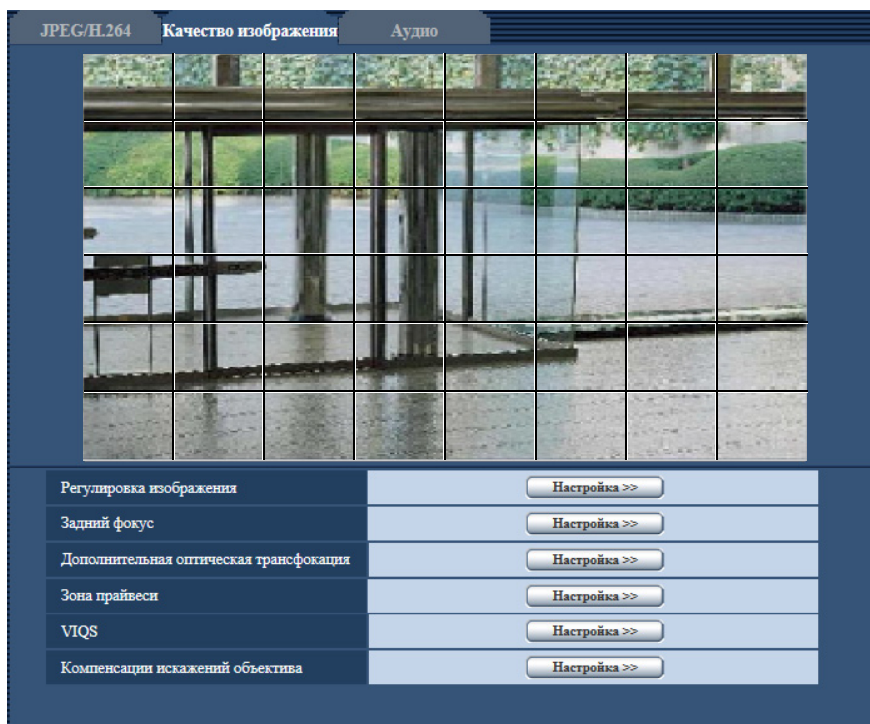 JPEG/H.264 Качество изображения Аудио
Регулировка изображения Настройка >>
Задний фокус Настройка >>
Дополнительная оптическая трансфокация Настройка >>
Зона прайвеси Настройка >>
VIQS Настройка >>
Компенсации искажений объектива Настройка >>